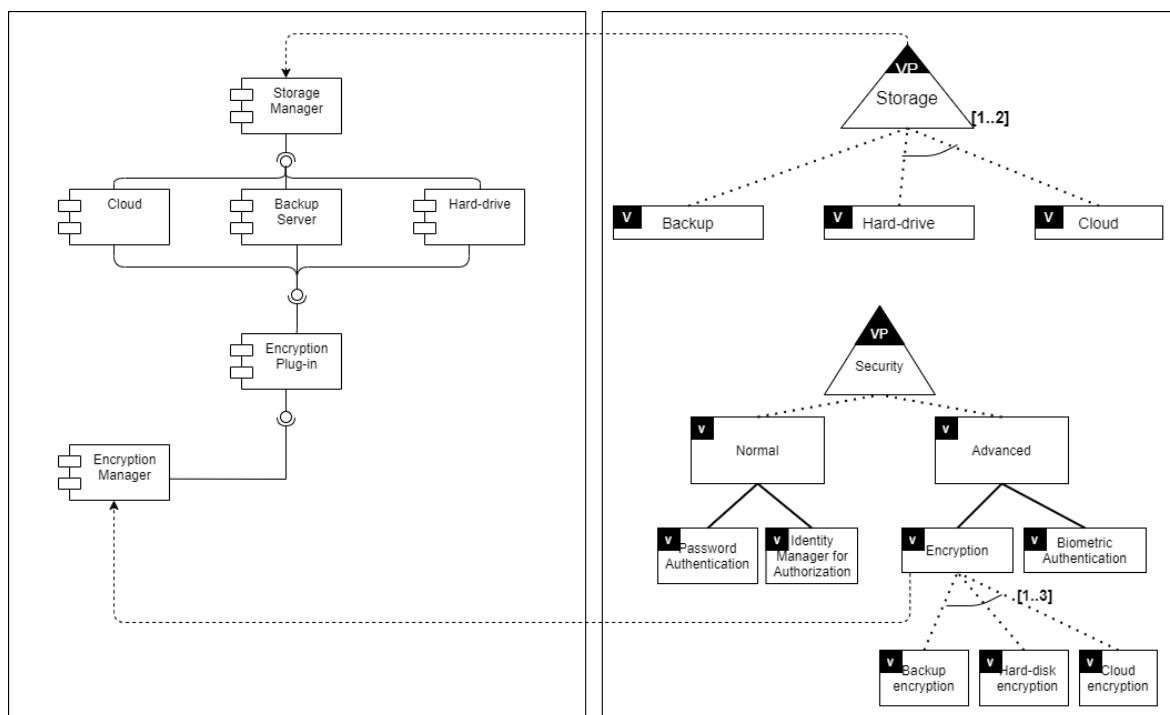 Storage
Manager
Cloud
Backup
Server
Hard-drive
Encryption
Plug-in
Encryption
Manager
VP
Storage
[1..2]
V
Backup
V
Hard-drive
V
Cloud
VP
Security
v
Normal
v
Advanced
v
Password
Authentication
v
Identity
Manager for
Authorization
v
Encryption
v
Biometric
Authentication
[1..3]
v
Backup
encryption
v
Hard-disk
encryption
v
Cloud
encryption